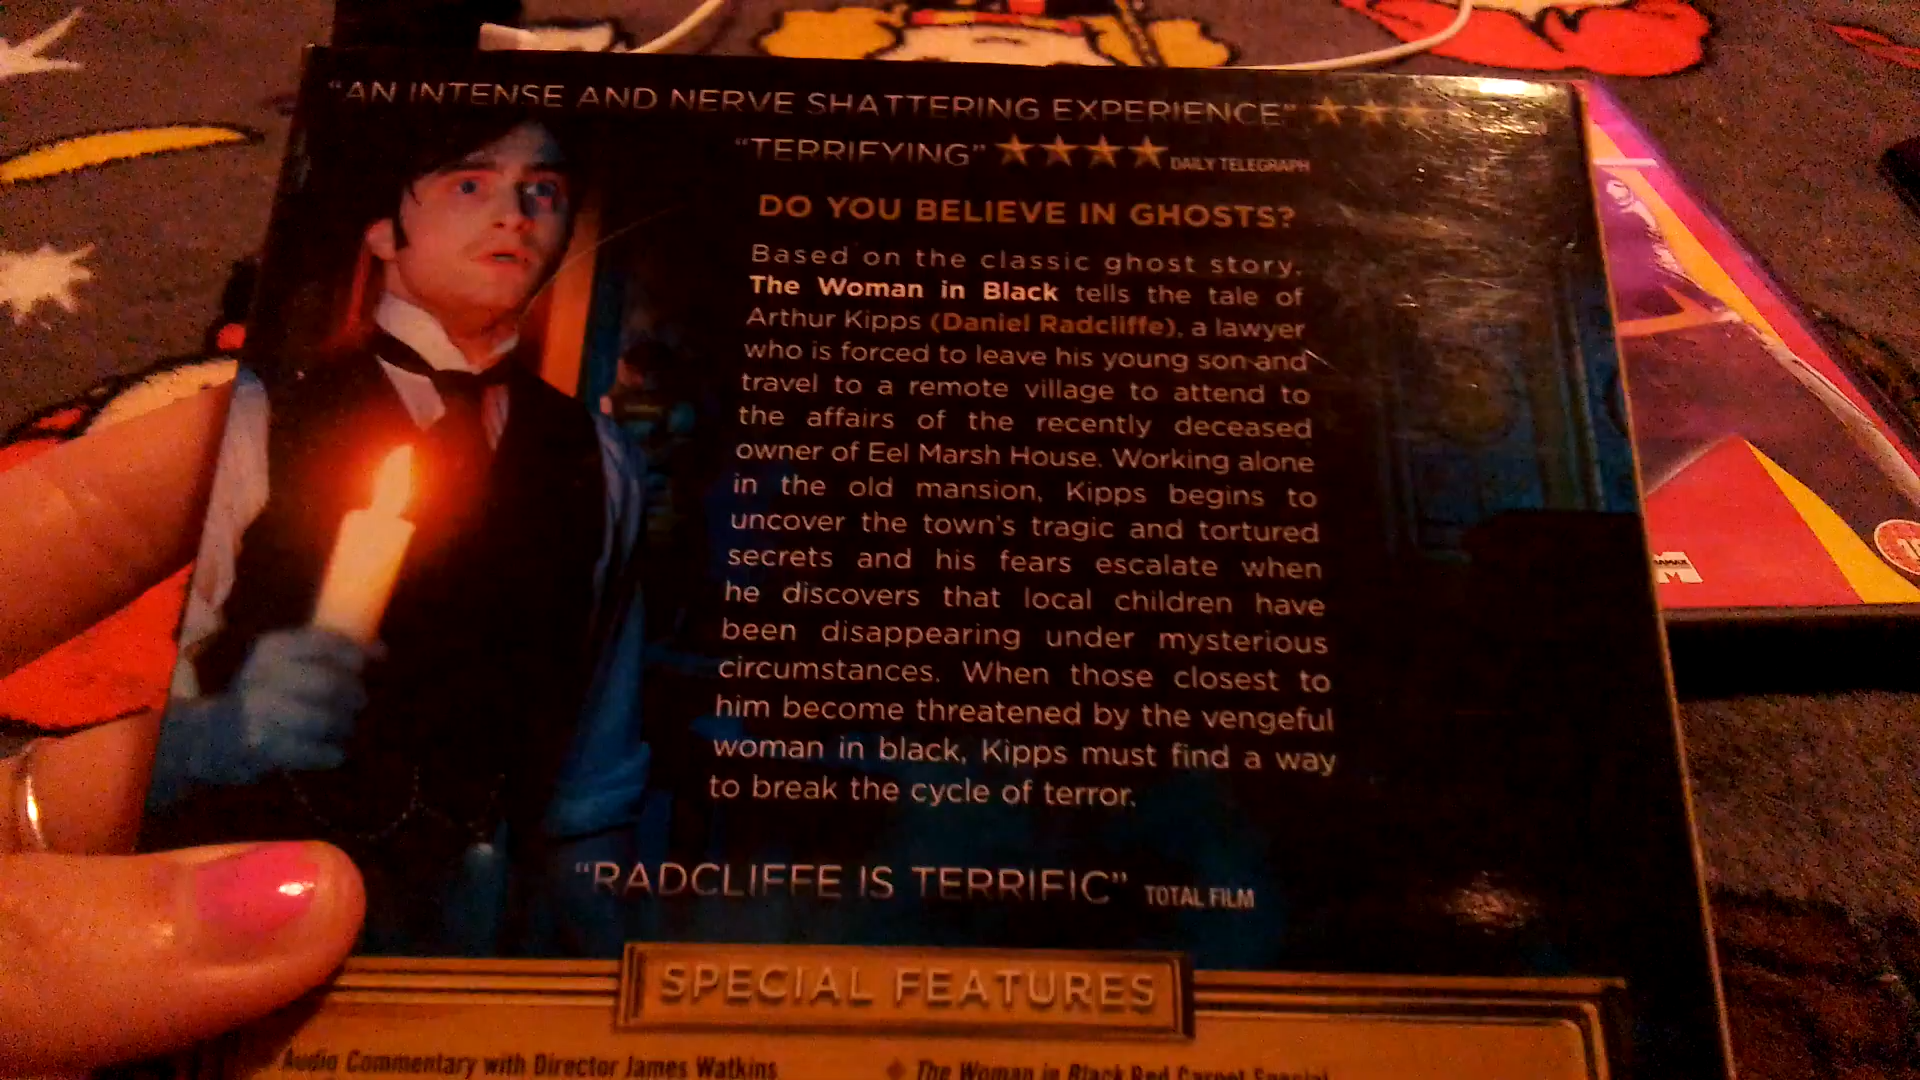 “AN INTENSE AND NERVE SHATTERING EXPERIENCE”
“TERRIFYING” DAILY TELEGRAPH
DO YOU BELIEVE IN GHOSTS?
Based on the classic ghost story,
The Woman in Black tells the tale of
Arthur Kipps (Daniel Radcliffe), a lawyer
who is forced to leave his young son and
travel to a remote village to attend to
the affairs of the recently deceased
owner of Eel Marsh House. Working alone
in the old mansion, Kipps begins to
uncover the town's tragic and tortured
secrets and his fears escalate when
he discovers that local children have
been disappearing under mysterious
circumstances. When those closest to
him become threatened by the vengeful
woman in black, Kipps must find a way
to break the cycle of terror.
“RADCLIFFE IS TERRIFIC” TOTAL FILM
SPECIAL FEATURES
Audio Commentary with Director James Watkins
The Woman in Black Red Carpet Special